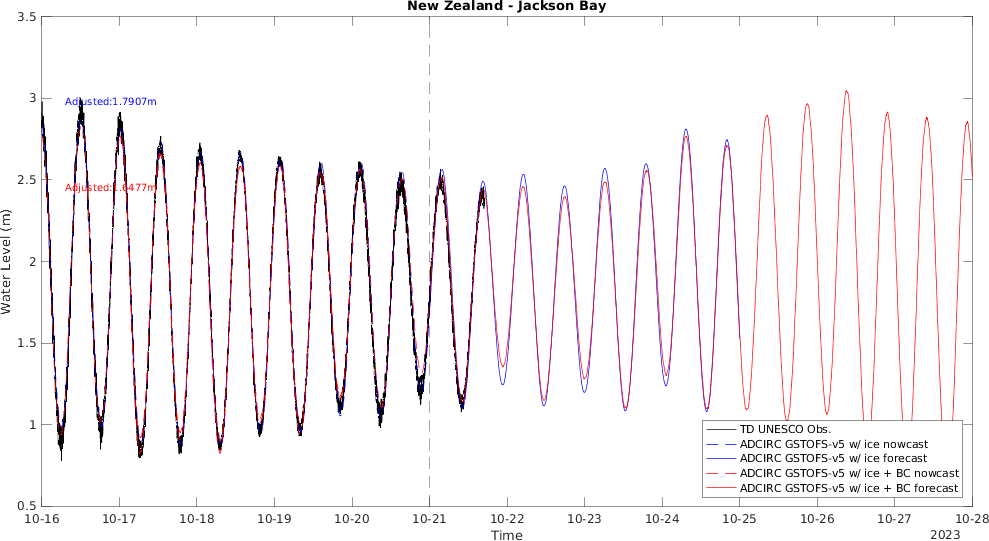 New Zealand - Jackson Bay
3.5
3
2.5
2
1.5
1
0.5
Water Level (m)
Adjusted:1.7907m
Adjusted:1.6477m
TD UNESCO Obs.
ADCIRC GSTOFS-v5 w/ ice nowcast
ADCIRC GSTOFS-v5 w/ ice forecast
ADCIRC GSTOFS-v5 w/ ice + BC nowcast
ADCIRC GSTOFS-v5 w/ ice + BC forecast
10-16 10-17 10-18 10-19 10-20 10-21 10-22 10-23 10-24 10-25 10-26 10-27 10-28
Time
2023